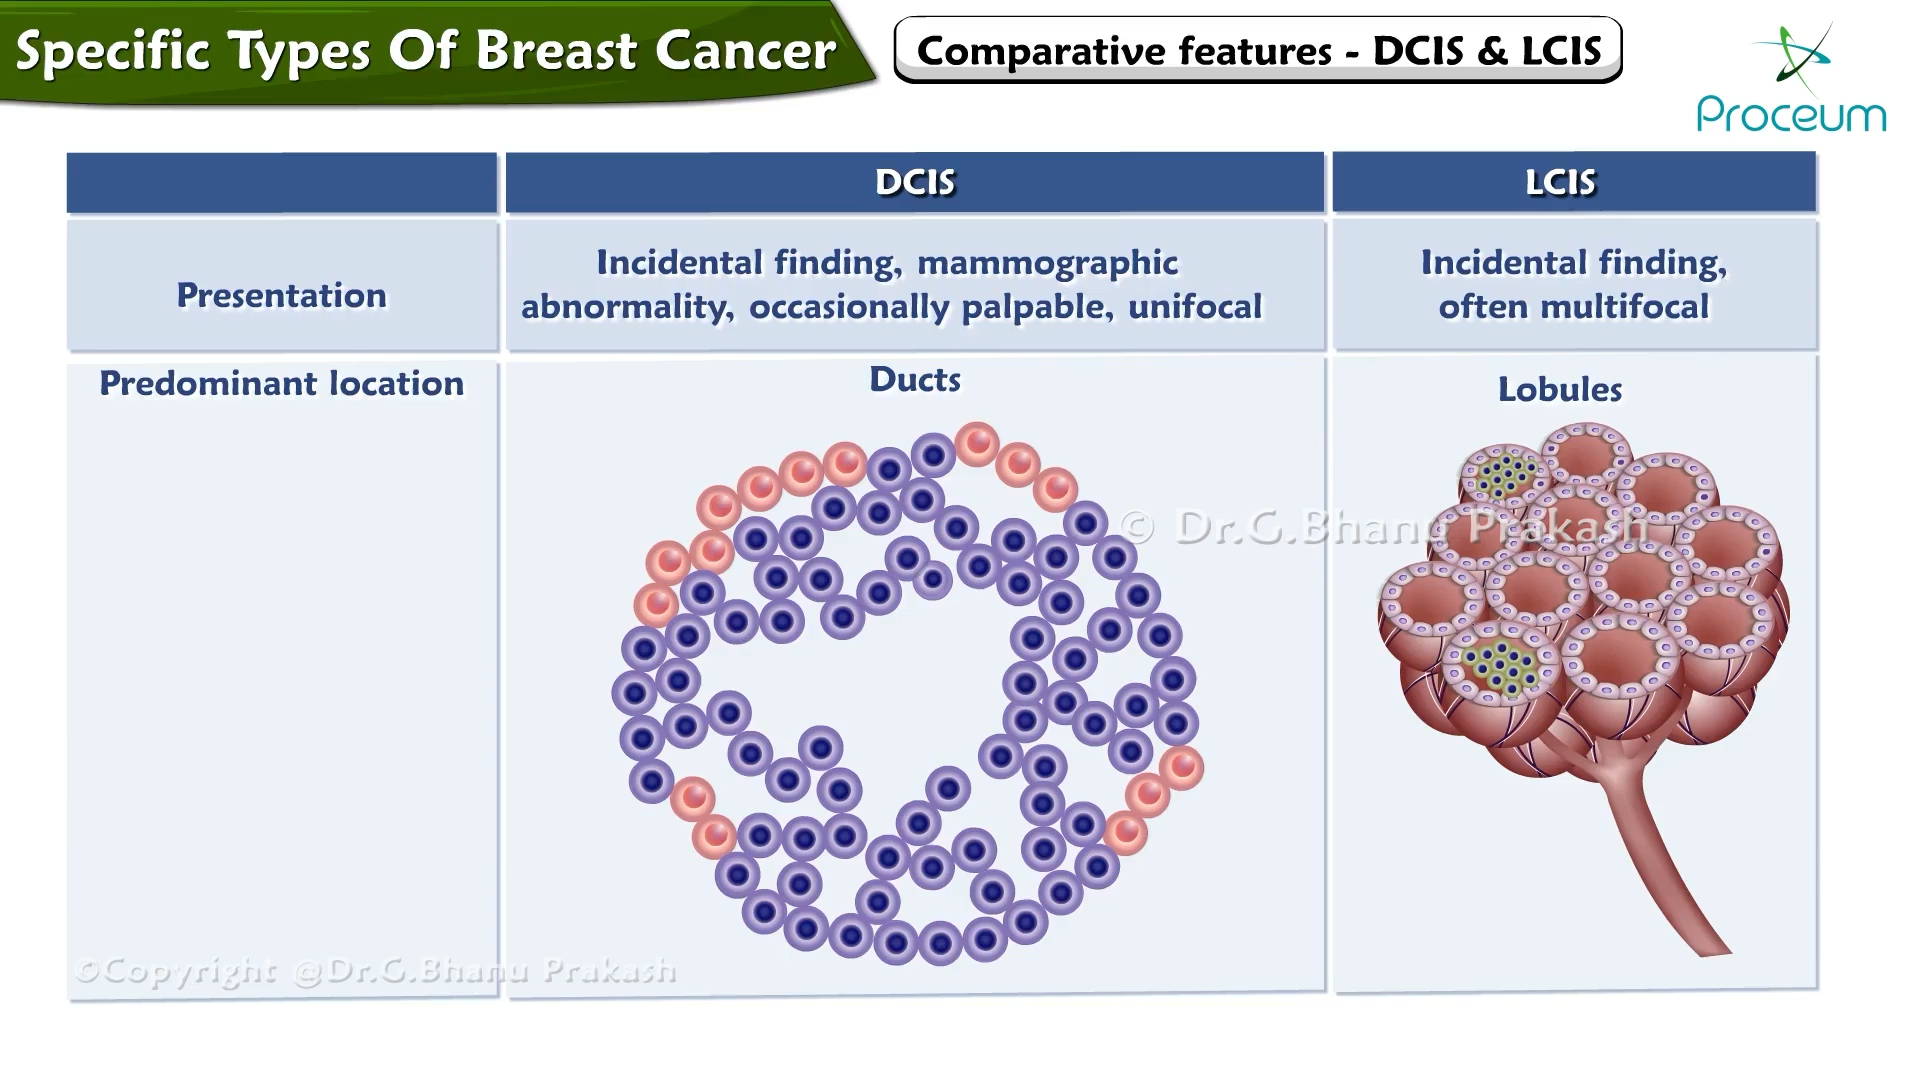 Specific Types Of Breast Cancer
Comparative features - DCIS & LCIS
Proceum
DCIS
LCIS
Presentation
Incidental finding, mammographic
abnormality, occasionally palpable, unifocal
Incidental finding,
often multifocal
Predominant location
Ducts
Lobules
© Dr.G.Bhanu Prakash
©Copyright @Dr.G.Bhanu Prakash